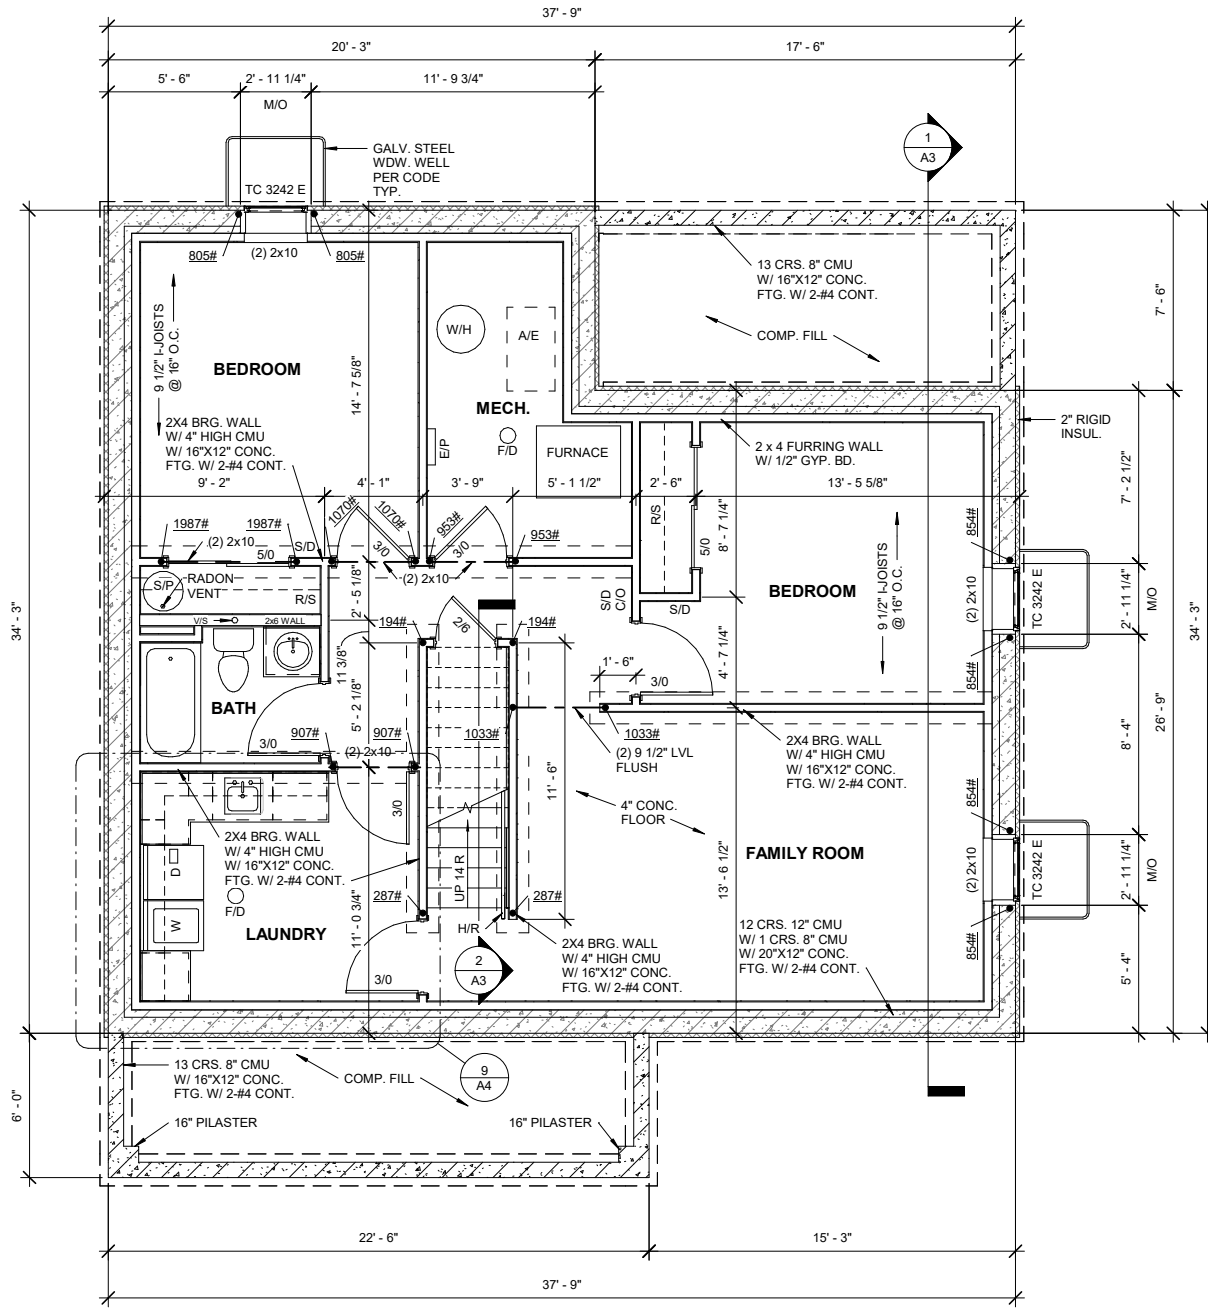 37' - 9"
20' - 3"
17' - 6"
5' - 6"
2' - 11 1/4"
M/O
11' - 9 3/4"
1
A3
GALV. STEEL
WDW. WELL
PER CODE
TYP.
TC 3242 E
805#
(2) 2x10
805#
13 CRS. 8" CMU
W/ 16"X12" CONC.
FTG. W/ 2-#4 CONT.
COMP. FILL
7' - 6"
9 1/2" I-JOISTS
@ 16" O.C.
W/H
A/E
BEDROOM
14' - 7 5/8"
MECH.
2X4 BRG. WALL
W/ 4" HIGH CMU
W/ 16"X12" CONC.
FTG. W/ 2-#4 CONT.
E/P
F/D
FURNACE
2 x 4 FURRING WALL
W/ 1/2" GYP. BD.
2" RIGID
INSUL.
9' - 2"
4' - 1"
3' - 9"
5' - 1 1/2"
2' - 6"
13' - 5 5/8"
7' - 2 1/2"
1987#
1987#
1070#
1070#
953#
953#
R/S
8' - 7 1/4"
854#
(2) 2x10
5/0
S/D
3/0
3/0
(2) 2x10
5/0
9 1/2" I-JOISTS
@ 16" O.C.
S/P
RADON
VENT
R/S
2' - 5 1/8"
S/D
C/O
S/D
BEDROOM
(2) 2x10
TC 3242 E
2' - 11 1/4"
M/O
34' - 3"
34' - 3"
V/S
2x6 WALL
194#
2/6
194#
854#
11 3/8"
4' - 7 1/4"
1' - 6"
3/0
BATH
5' - 2 1/8"
907#
907#
(2) 2x10
3/0
1033#
1033#
(2) 9 1/2" LVL
FLUSH
2X4 BRG. WALL
W/ 4" HIGH CMU
W/ 16"X12" CONC.
FTG. W/ 2-#4 CONT.
8' - 4"
26' - 9"
11' - 6"
854#
3/0
4" CONC.
FLOOR
2X4 BRG. WALL
W/ 4" HIGH CMU
W/ 16"X12" CONC.
FTG. W/ 2-#4 CONT.
D
UP 14 R
FAMILY ROOM
13' - 6 1/2"
(2) 2x10
TC 3242 E
2' - 11 1/4"
M/O
F/D
W
287#
287#
LAUNDRY
11' - 0 3/4"
H/R
12 CRS. 12" CMU
W/ 1 CRS. 8" CMU
W/ 20"X12" CONC.
FTG. W/ 2-#4 CONT.
854#
2
A3
2X4 BRG. WALL
W/ 4" HIGH CMU
W/ 16"X12" CONC.
FTG. W/ 2-#4 CONT.
3/0
5' - 4"
13 CRS. 8" CMU
W/ 16"X12" CONC.
FTG. W/ 2-#4 CONT.
COMP. FILL
9
A4
6' - 0"
16" PILASTER
16" PILASTER
22' - 6"
15' - 3"
37' - 9"